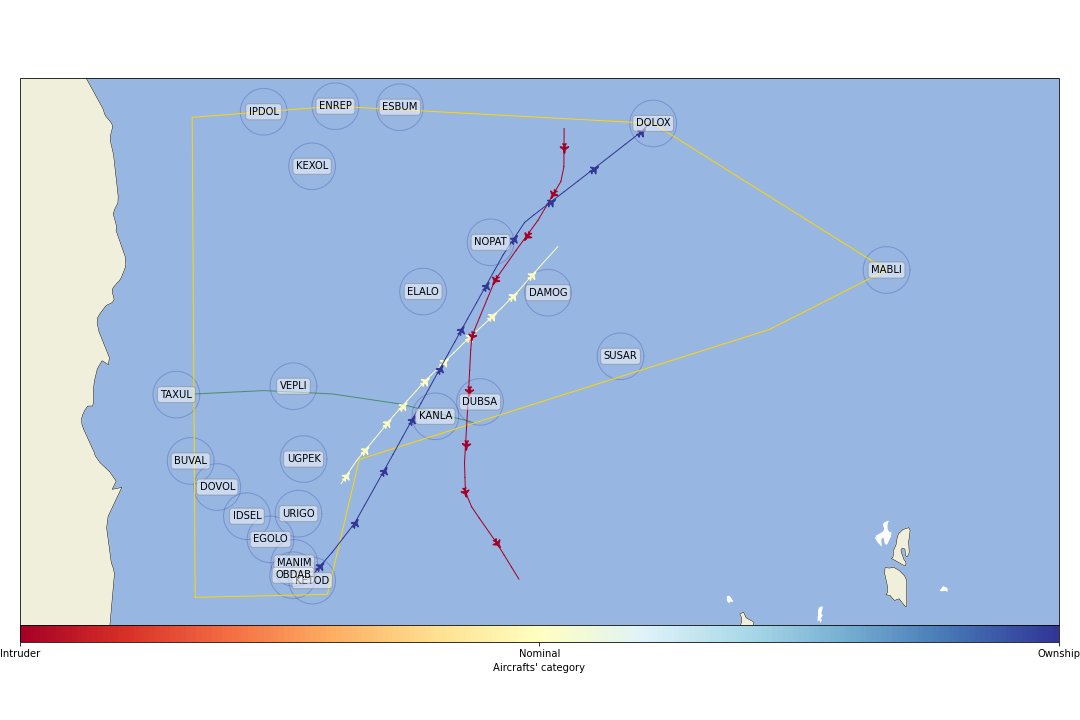 ENREP
ESBUM
IPDOL
DOLOX
KEXOL
NOPAT
MABLI
ELALO
DAMOG
SUSAR
VEPLI
TAXUL
DUBSA
KANLA
UGPEK
BUVAL
DOVOL
URIGO
IDSEL
EGOLO
MANIM
OBDAB
KETOD
Intruder
Nominal
Ownship
Aircrafts' category